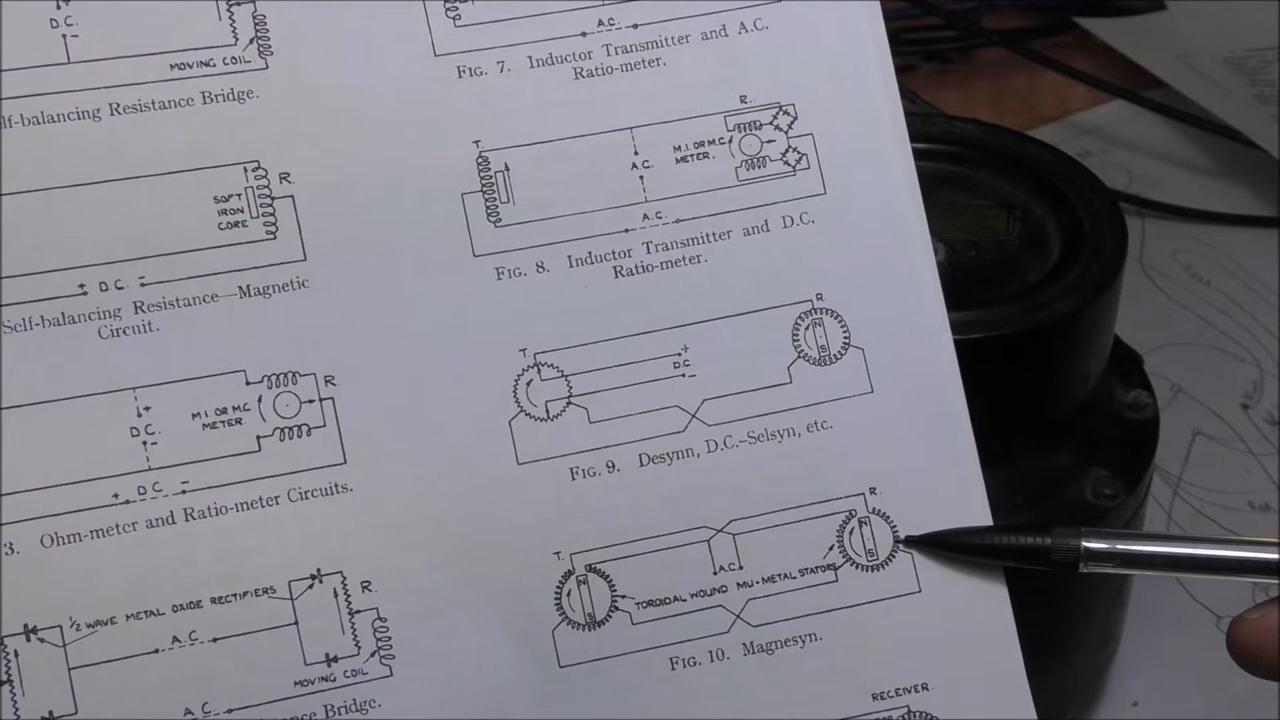 +
D.C.
-
MOVING COIL
lf-balancing Resistance Bridge.
SOFT
IRON
CORE
R.
+ D.C. -
Self-balancing Resistance—Magnetic
Circuit.
R.
M.I. OR M.C
METER.
+
D.C.
-
+ D.C -
3. Ohm-meter and Ratio-meter Circuits.
½ WAVE METAL OXIDE RECTIFIERS
R.
A.C.
MOVING COIL
A.C.
tance Bridge.
A.C.
FIG. 7. Inductor Transmitter and A.C.
Ratio-meter.
R.
T.
A.C.
M.I. OR M.C.
METER.
A.C.
FIG. 8. Inductor Transmitter and D.C.
Ratio-meter.
R.
N
S
T.
+
D.C.
-
FIG. 9. Desynn, D.C.-Selsyn, etc.
R.
N
S
T.
A.C.
N
S
TOROIDAL WOUND MU-METAL STATORS
FIG. 10. Magnesyn.
RECEIVER.